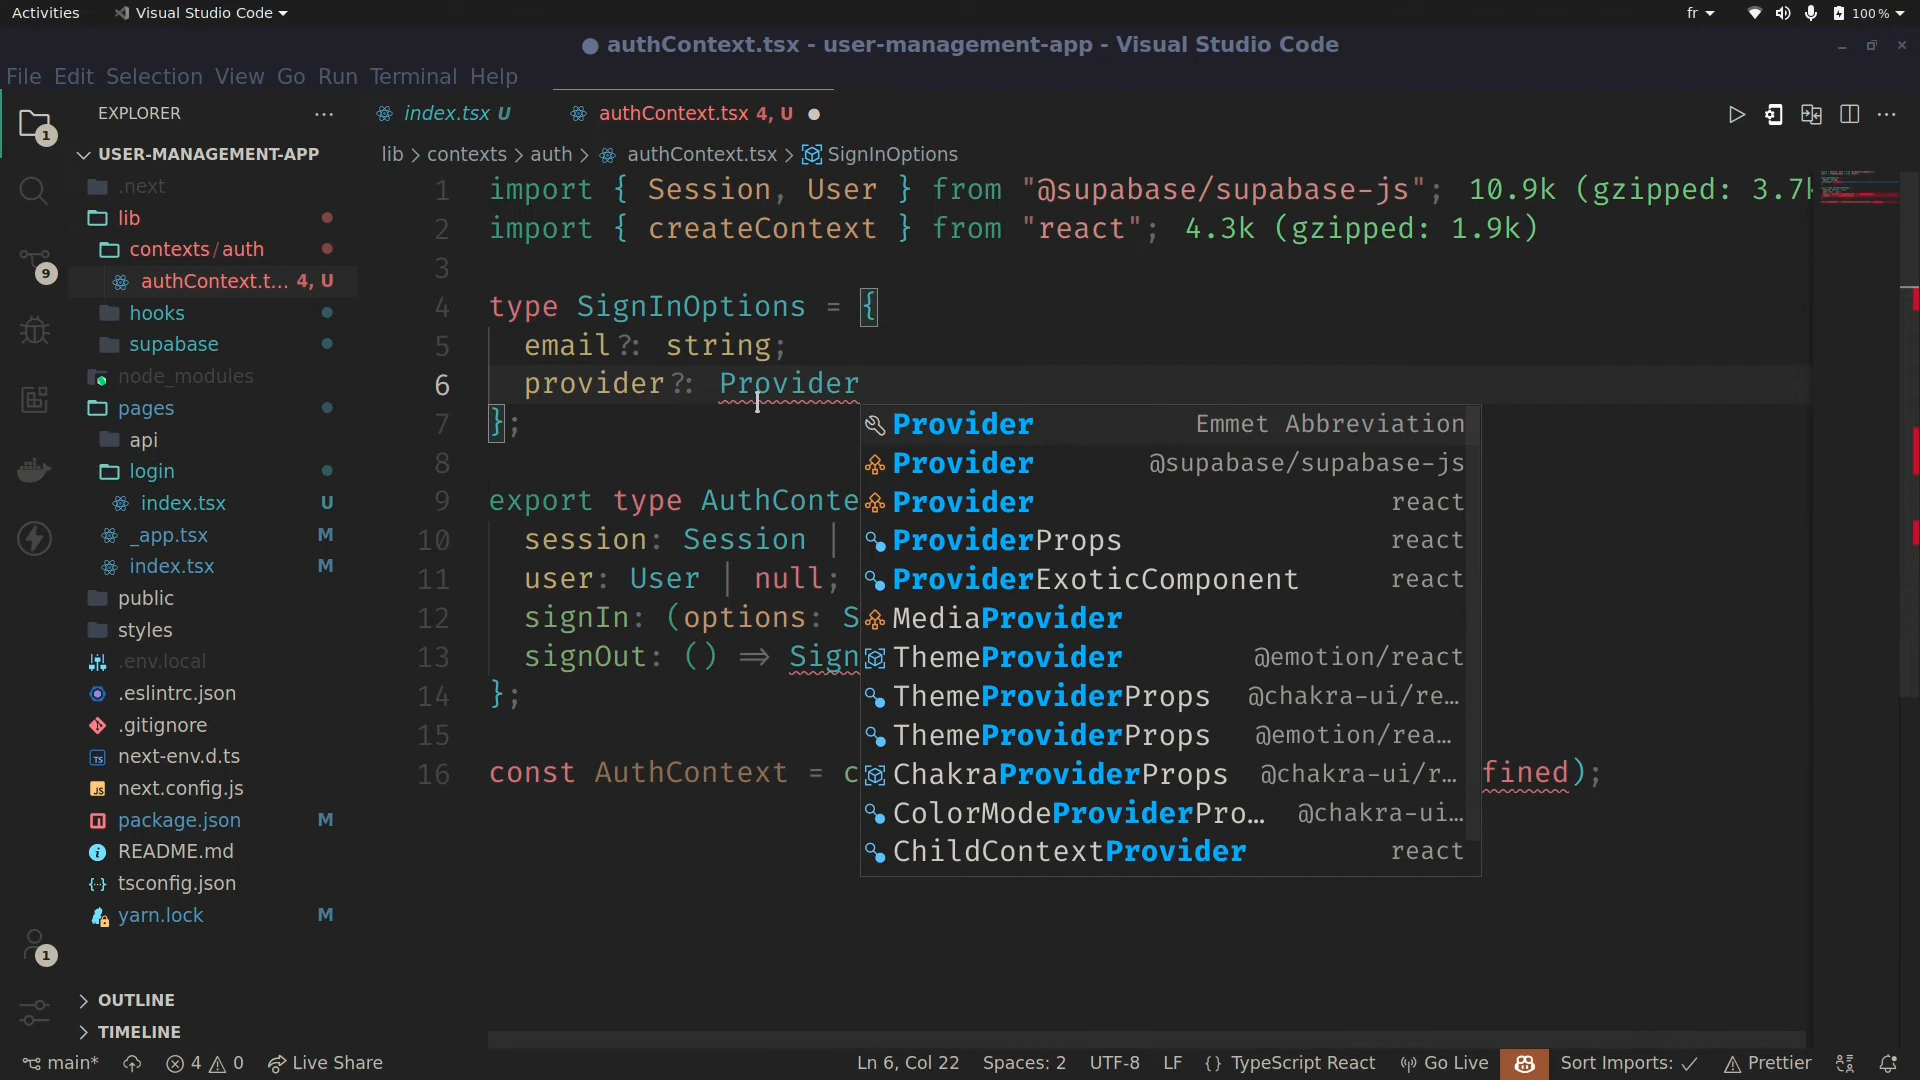 Activities
Visual Studio Code
fr
100 %
● authContext.tsx - user-management-app - Visual Studio Code
File Edit Selection View Go Run Terminal Help
EXPLORER
index.tsx U
authContext.tsx 4, U
USER-MANAGEMENT-APP
lib > contexts > auth > authContext.tsx > SignInOptions
.next
lib
contexts / auth
authContext.t... 4, U
hooks
supabase
node_modules
pages
api
login
index.tsx U
_app.tsx M
index.tsx M
public
styles
.env.local
.eslintrc.json
.gitignore
next-env.d.ts
next.config.js
package.json M
README.md
tsconfig.json
yarn.lock M
OUTLINE
TIMELINE
1
9
1
1 import { Session, User } from "@supabase/supabase-js"; 10.9k (gzipped: 3.7k
2 import { createContext } from "react"; 4.3k (gzipped: 1.9k)
3
4 type SignInOptions = {
5 email?: string;
6 provider?: Provider
7 };
8
9 export type AuthConte
10 session: Session |
11 user: User | null;
12 signIn: (options: S
13 signOut: () => Sign
14 };
15
16 const AuthContext = c fined);
Provider Emmet Abbreviation
Provider @supabase/supabase-js
Provider react
ProviderProps react
ProviderExoticComponent react
MediaProvider
ThemeProvider @emotion/react
ThemeProviderProps @chakra-ui/re…
ThemeProviderProps @emotion/rea…
ChakraProviderProps @chakra-ui/r…
ColorModeProviderPro… @chakra-ui…
ChildContextProvider react
main* 4 0 Live Share
Ln 6, Col 22 Spaces: 2 UTF-8 LF {} TypeScript React Go Live Sort Imports: ✓ Prettier